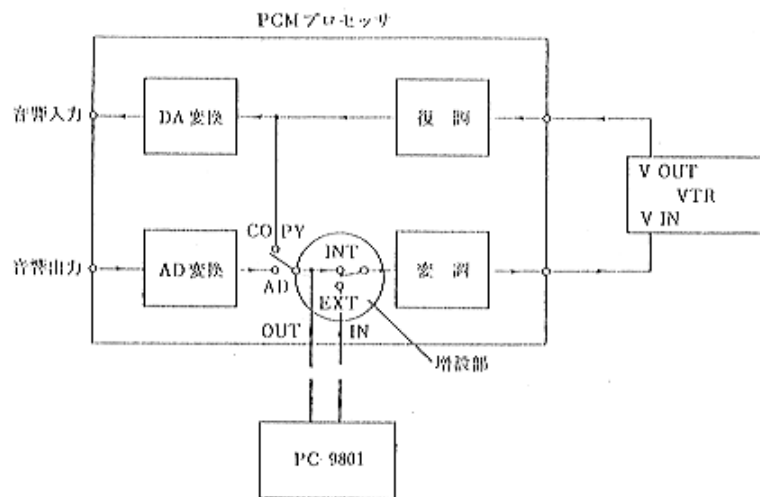 PCMプロセッサ
音響入力
DA変換
復調
V OUT
VTR
V IN
COPY
音響出力
AD変換
AD
INT
EXT
変調
OUT
IN
増設部
PC-9801